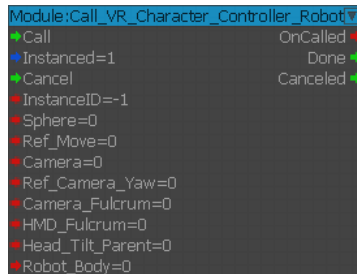 Module:Call_VR_Character_Controller_Robot
Call OnCalled
Instanced=1 Done
Cancel Canceled
InstanceID=-1
Sphere=0
Ref_Move=0
Camera=0
Ref_Camera_Yaw=0
Camera_Fulcrum=0
HMD_Fulcrum=0
Head_Tilt_Parent=0
Robot_Body=0